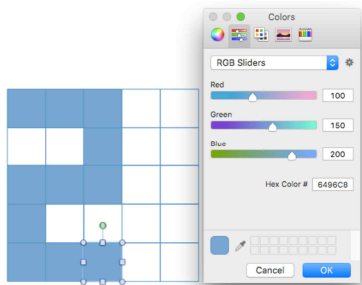 Colors
RGB Sliders
Red
100
Green
150
Blue
200
Hex Color # 6496C8
Cancel
OK